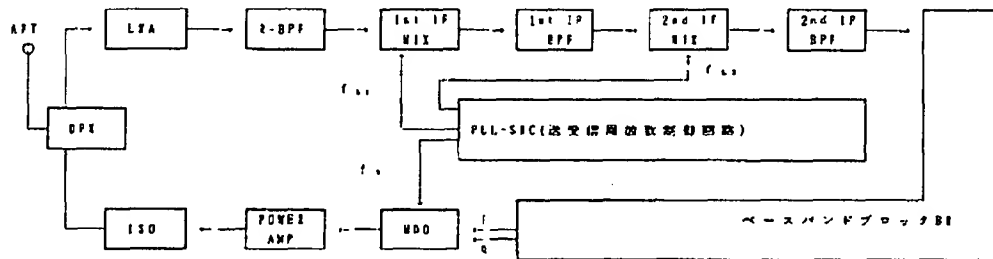 1st IF
MIX
1st IF
BPF
2nd IF
MIX
2nd IF
BPF
LNA
R-BPF
ANT
DPX
PLL-SBC(送受信周波数制御回路)
ISO
POWER
AMP
MOD
I
Q
ベースバンドブロックBB